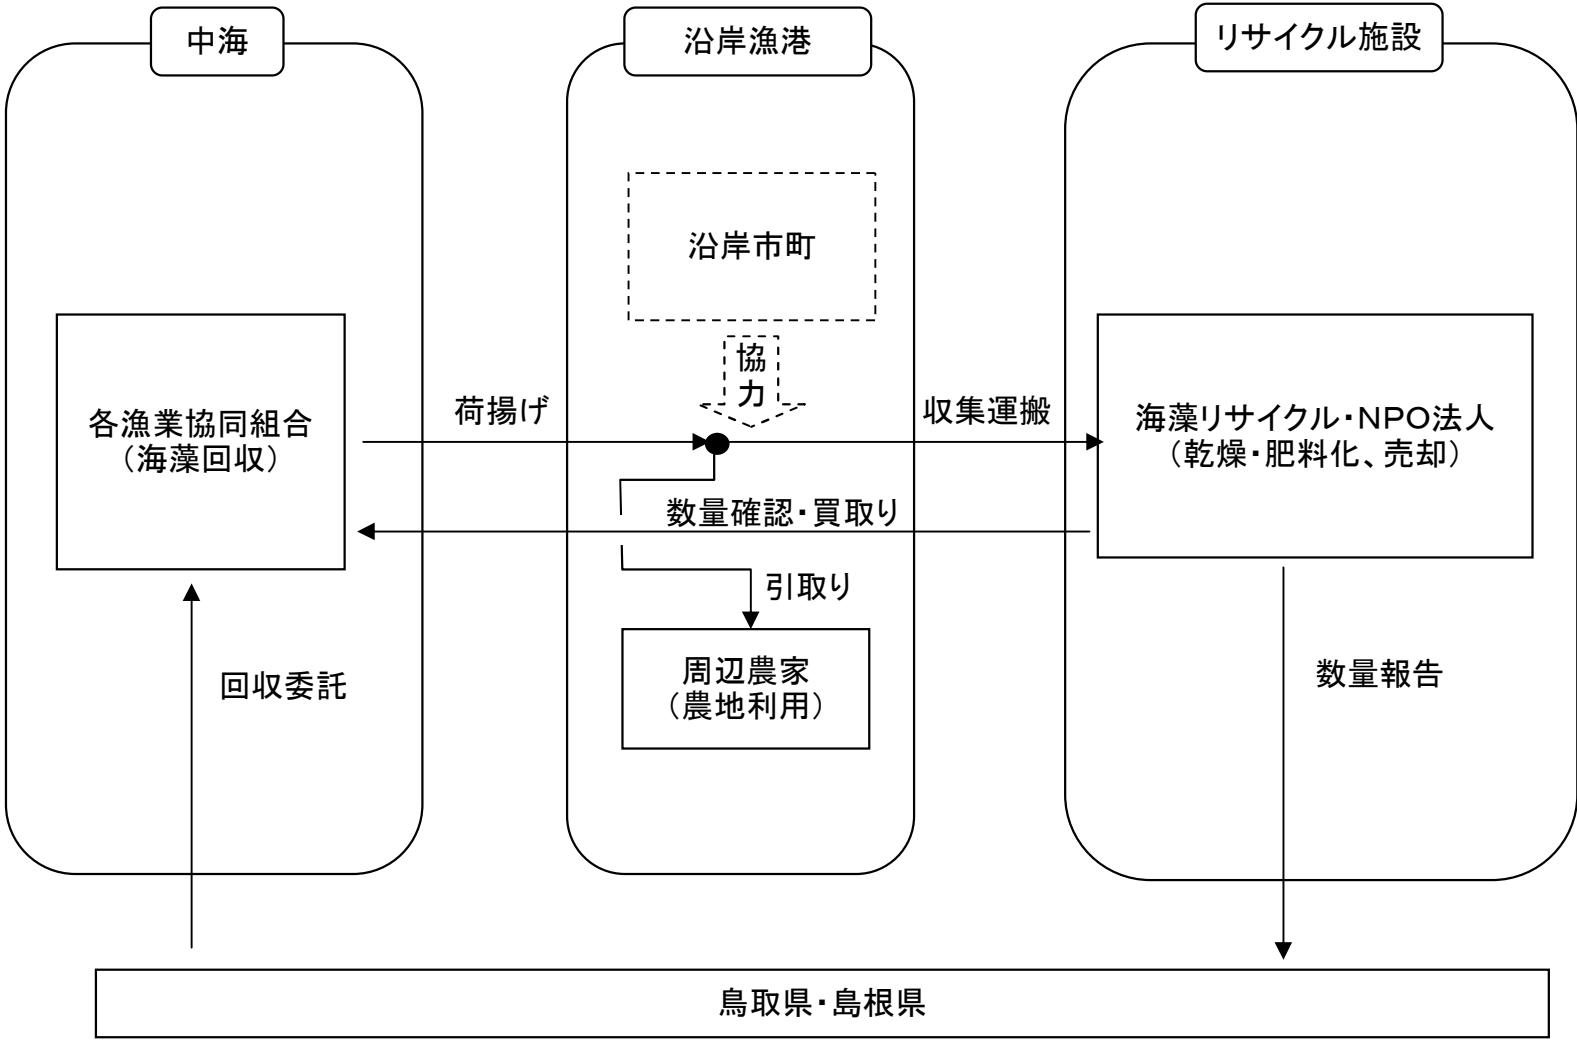 中海
沿岸漁港
リサイクル施設
沿岸市町
協
力
各漁業協同組合
（海藻回収）
荷揚げ
収集運搬
海藻リサイクル・ＮＰＯ法人
（乾燥・肥料化、売却）
数量確認・買取り
引取り
周辺農家
（農地利用）
回収委託
数量報告
鳥取県・島根県